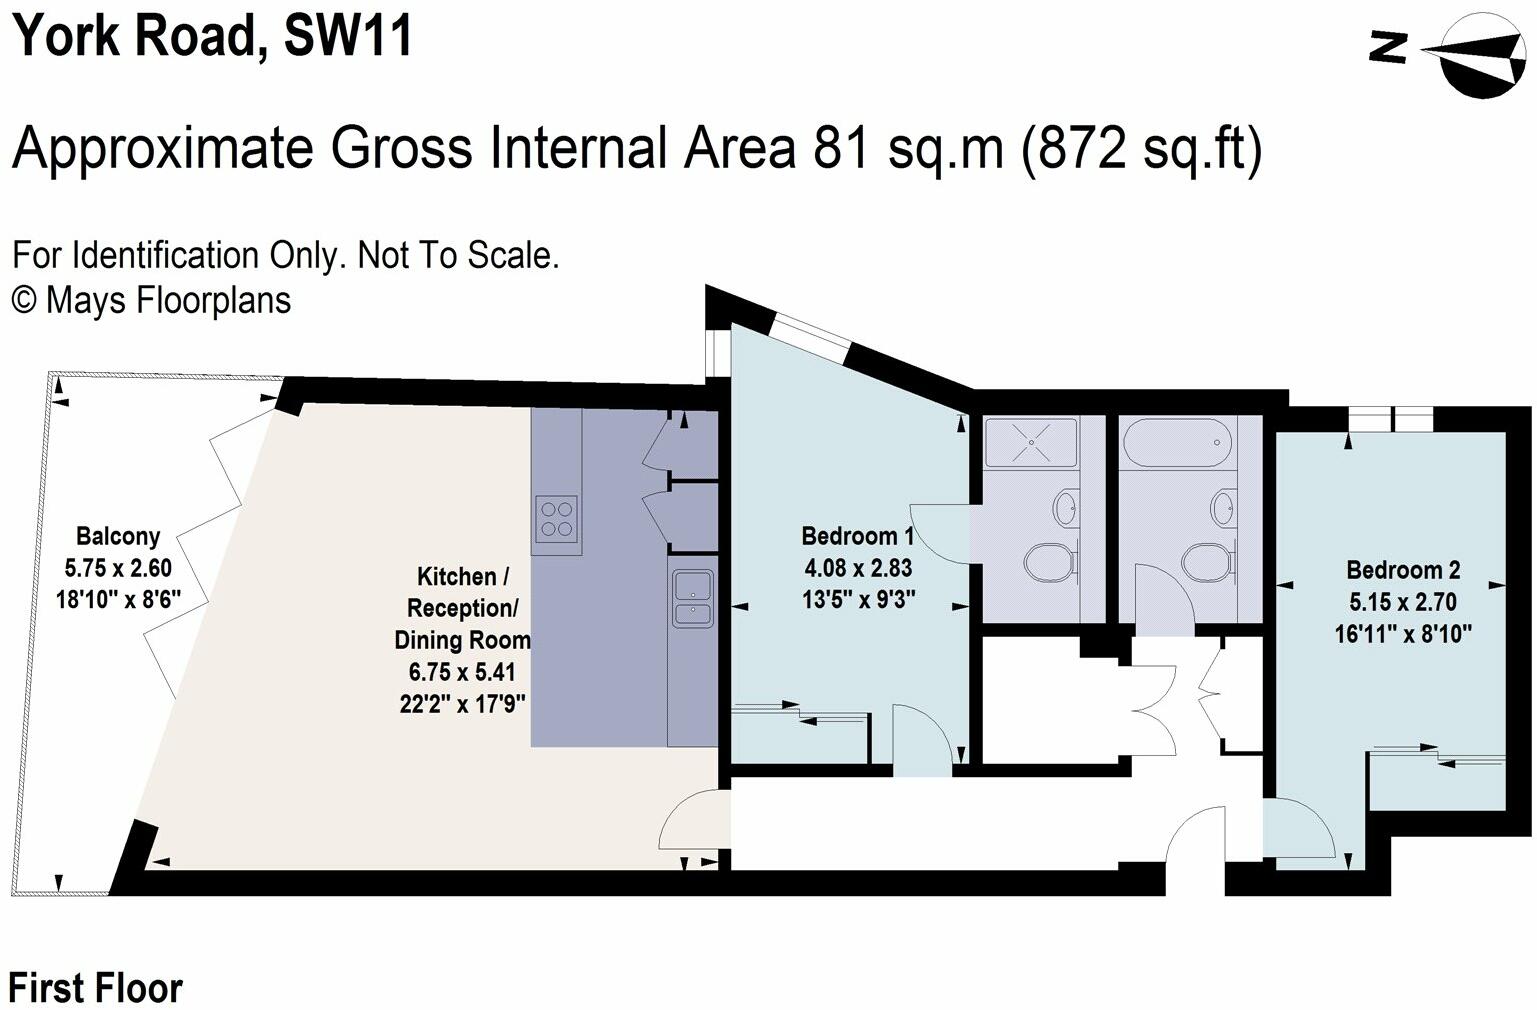 York Road, SW11
N
Approximate Gross Internal Area 81 sq.m (872 sq.ft)
For Identification Only. Not To Scale.
© Mays Floorplans
Balcony
5.75 x 2.60
18'10" x 8'6"
Kitchen /
Reception/
Dining Room
6.75 x 5.41
22'2" x 17'9"
Bedroom 1
4.08 x 2.83
13'5" x 9'3"
Bedroom 2
5.15 x 2.70
16'11" x 8'10"
First Floor